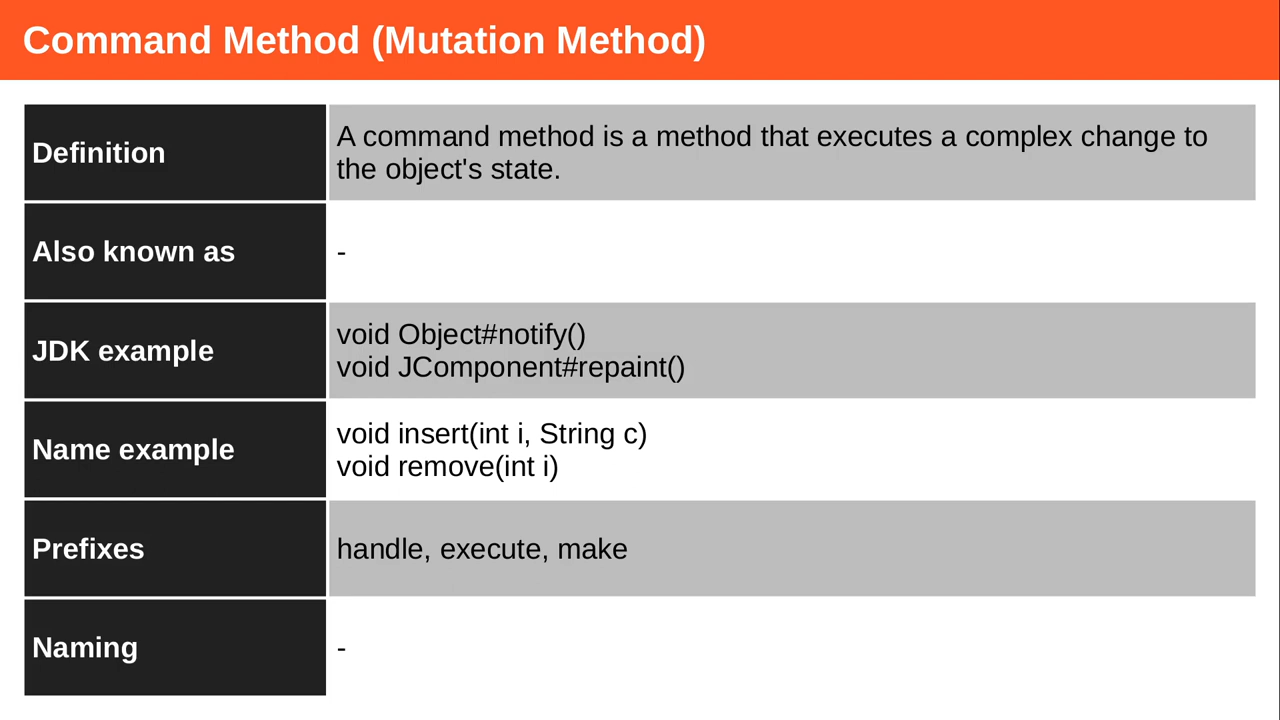 Command Method (Mutation Method)
Definition
A command method is a method that executes a complex change to
the object's state.
Also known as
-
JDK example
void Object#notify()
void JComponent#repaint()
Name example
void insert(int i, String c)
void remove(int i)
Prefixes
handle, execute, make
Naming
-